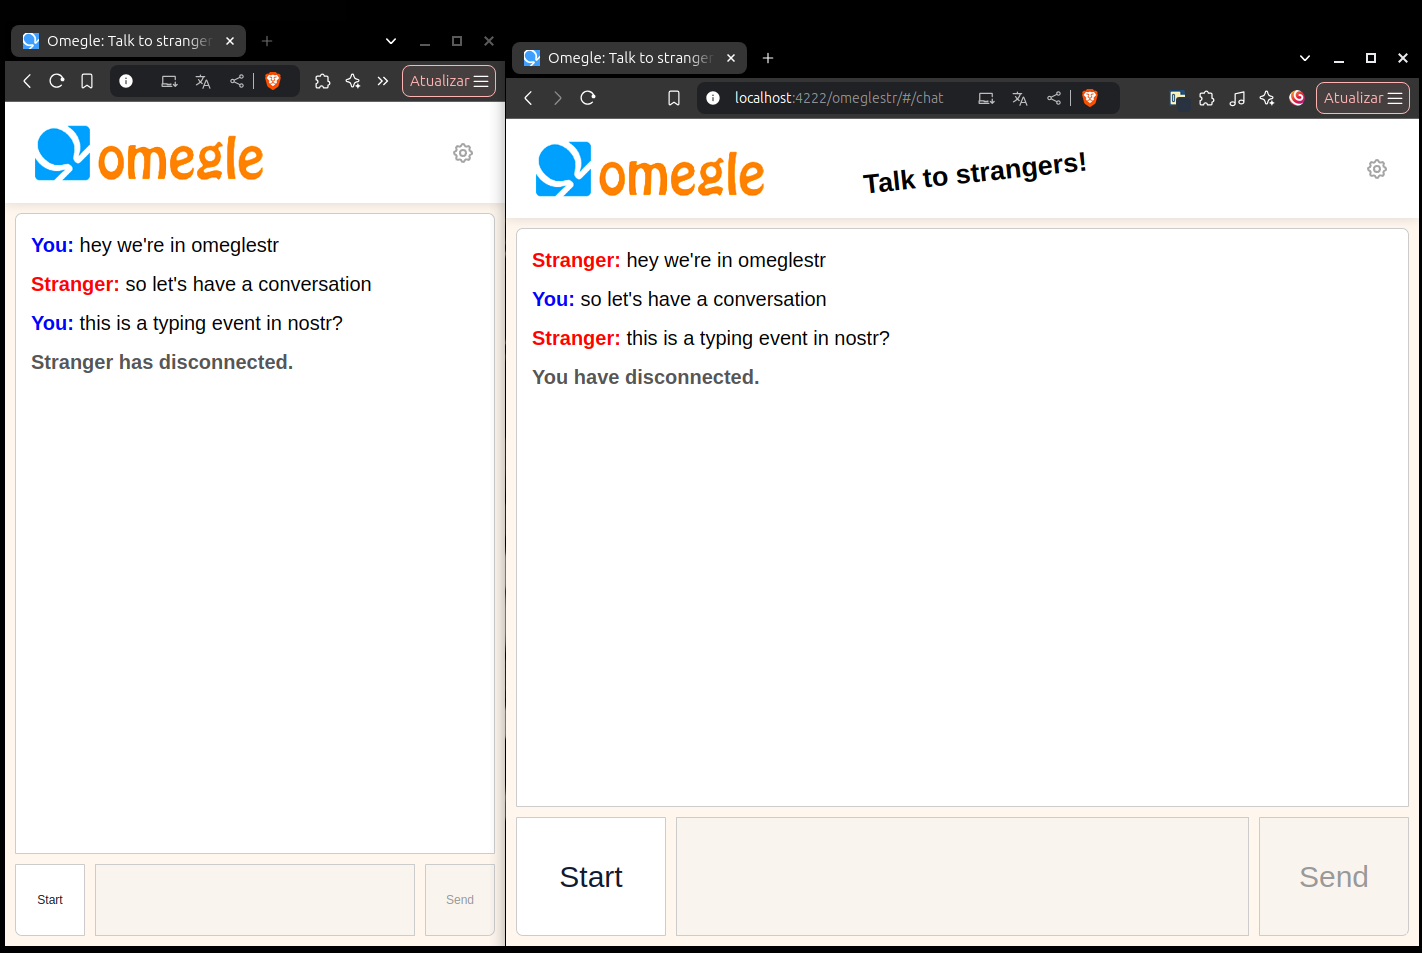 Omegle: Talk to stranger
Atualizar
omegle
You: hey we're in omeglestr
Stranger: so let's have a conversation
You: this is a typing event in nostr?
Stranger has disconnected.
Start
Send
Omegle: Talk to stranger
localhost:4222/omeglestr/#/chat
Atualizar
omegle
Talk to strangers!
Stranger: hey we're in omeglestr
You: so let's have a conversation
Stranger: this is a typing event in nostr?
You have disconnected.
Start
Send